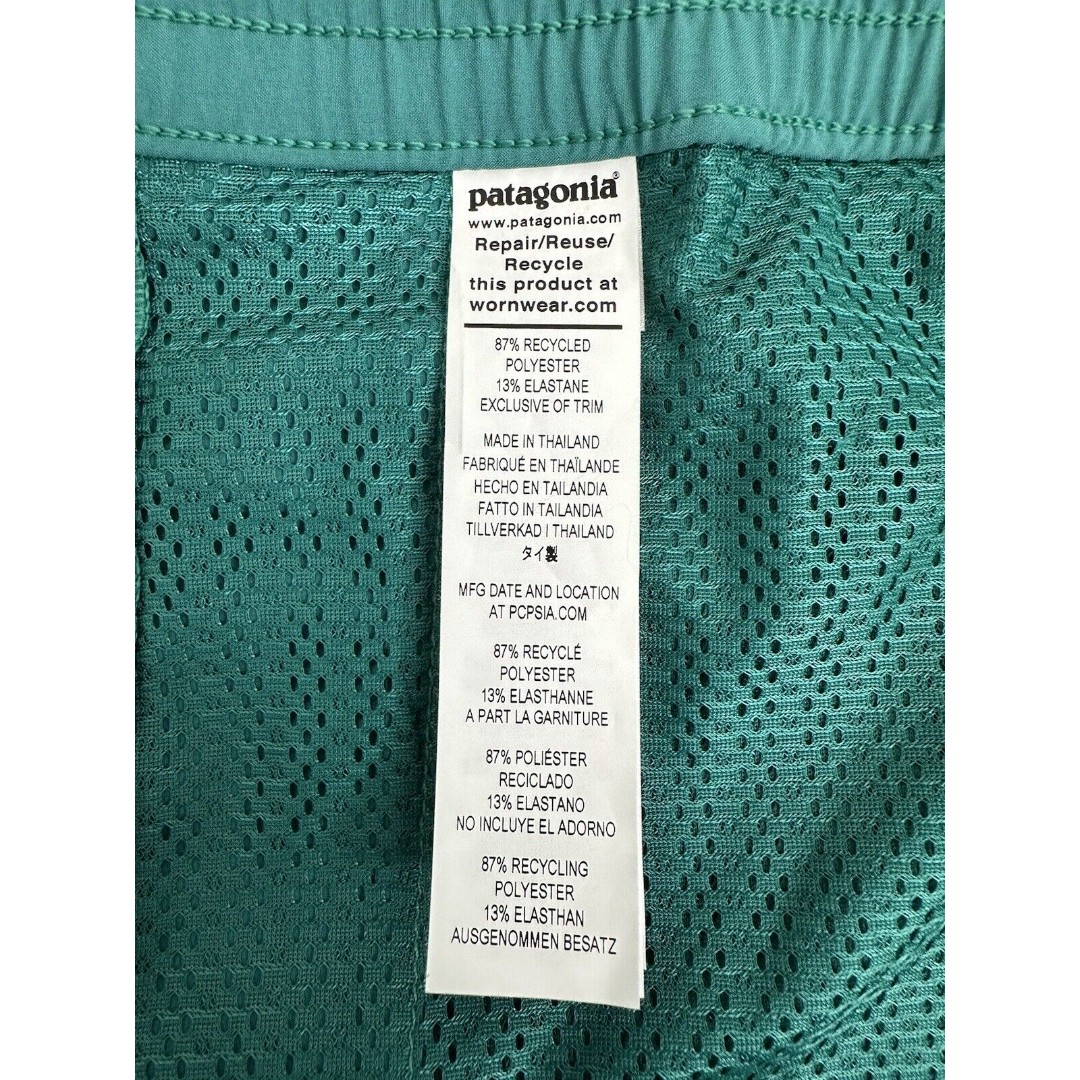 patagonia®
www.patagonia.com
Repair/Reuse/
Recycle
this product at
wornwear.com
87% RECYCLED
POLYESTER
13% ELASTANE
EXCLUSIVE OF TRIM
MADE IN THAILAND
FABRIQUÉ EN THAÏLANDE
HECHO EN TAILANDIA
FATTO IN TAILANDIA
TILLVERKAD I THAILAND
タイ製
MFG DATE AND LOCATION
AT PCPSIA.COM
87% RECYCLÉ
POLYESTER
13% ELASTHANNE
A PART LA GARNITURE
87% POLIÉSTER
RECICLADO
13% ELASTANO
NO INCLUYE EL ADORNO
87% RECYCLING
POLYESTER
13% ELASTHAN
AUSGENOMMEN BESATZ